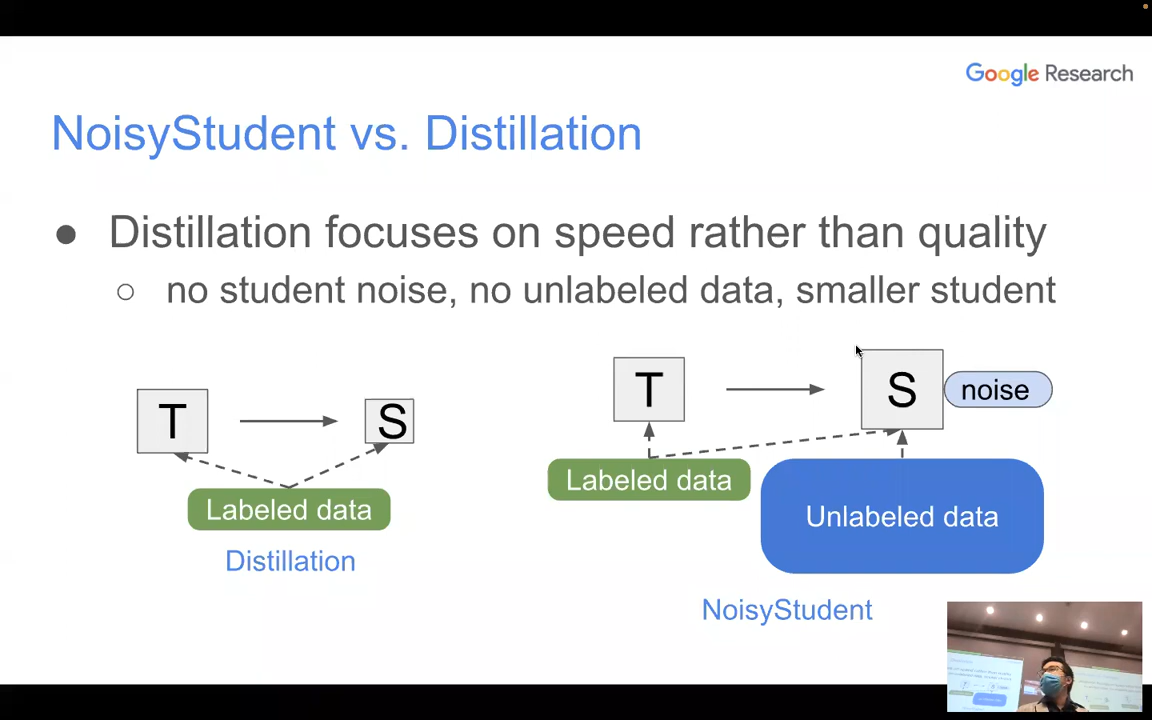 Google Research
NoisyStudent vs. Distillation
● Distillation focuses on speed rather than quality
○ no student noise, no unlabeled data, smaller student
T
S
Labeled data
Distillation
T
S
noise
Labeled data
Unlabeled data
NoisyStudent